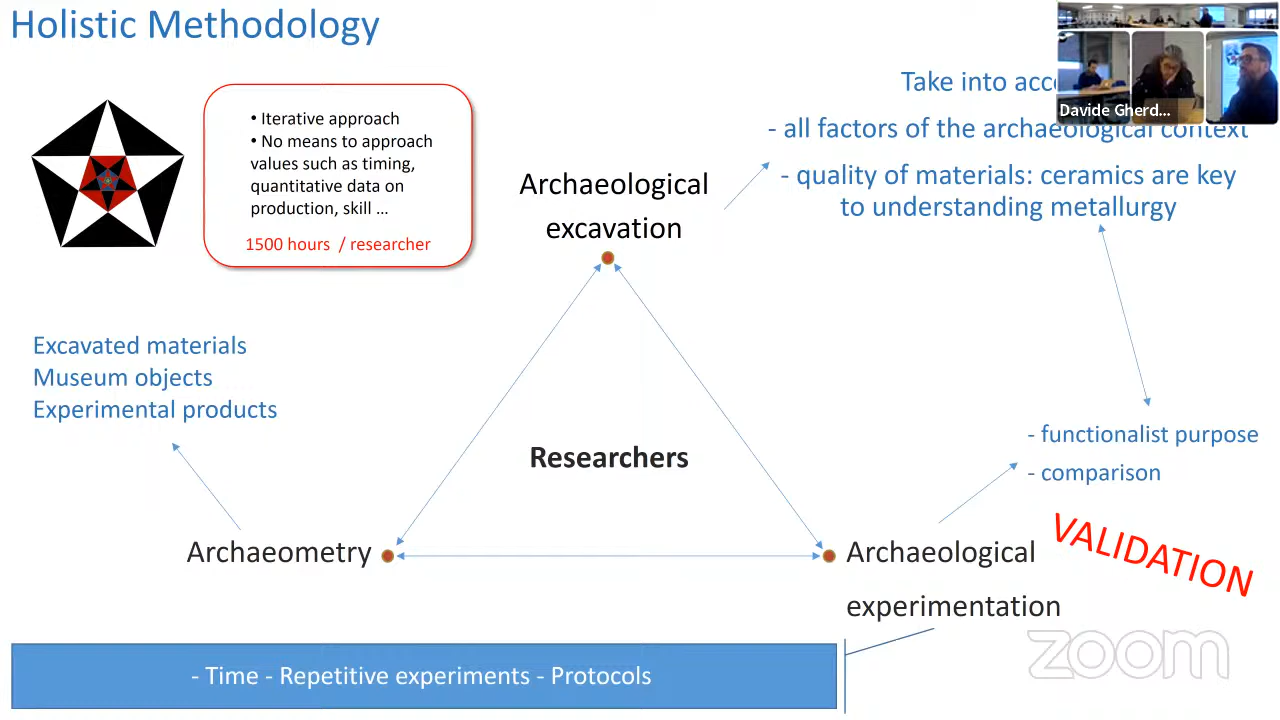 Holistic Methodology
• Iterative approach
• No means to approach
values such as timing,
quantitative data on
production, skill ...
1500 hours / researcher
Archaeological
excavation
Take into
- all factors of the archaeological context
- quality of materials: ceramics are key
to understanding metallurgy
Davide Gherd...
Excavated materials
Museum objects
Experimental products
Researchers
- functionalist purpose
- comparison
Archaeometry
Archaeological
experimentation
VALIDATION
- Time - Repetitive experiments - Protocols
zoom